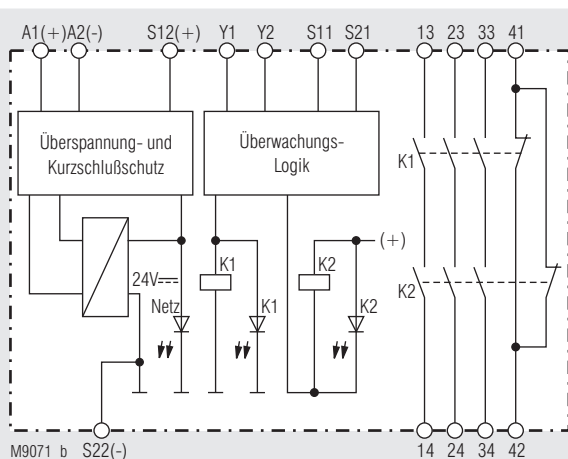 A1(+) A2(-) S12(+) Y1 Y2 S11 S21 13 23 33 41
Überspannung- und
Kurzschlußschutz
Überwachungs-
Logik
K1
(+)
K1
K2
24V
K2
Netz
K1
K2
M9071 b S22(-) 14 24 34 42